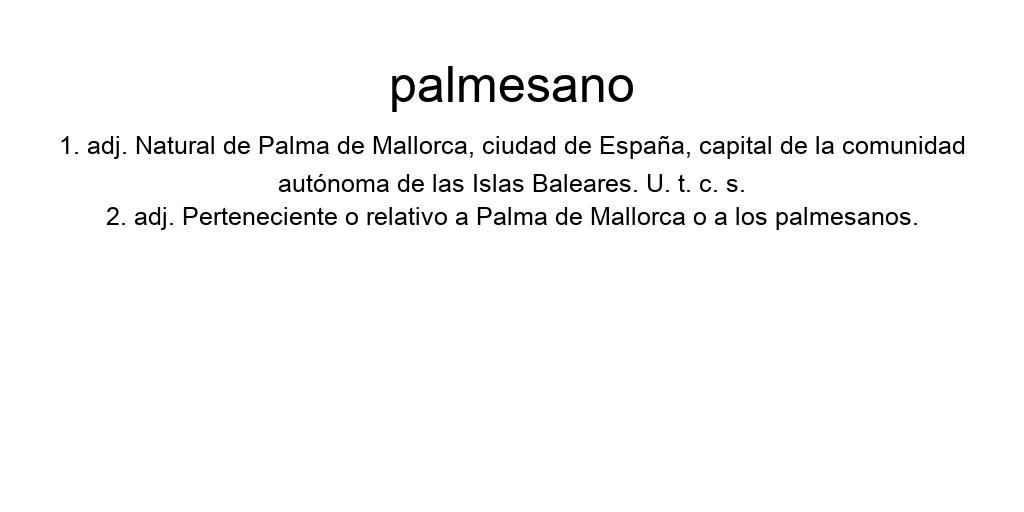 palmesano
1. adj. Natural de Palma de Mallorca, ciudad de España, capital de la comunidad
autónoma de las Islas Baleares. U. t. c. s.
2. adj. Perteneciente o relativo a Palma de Mallorca o a los palmesanos.